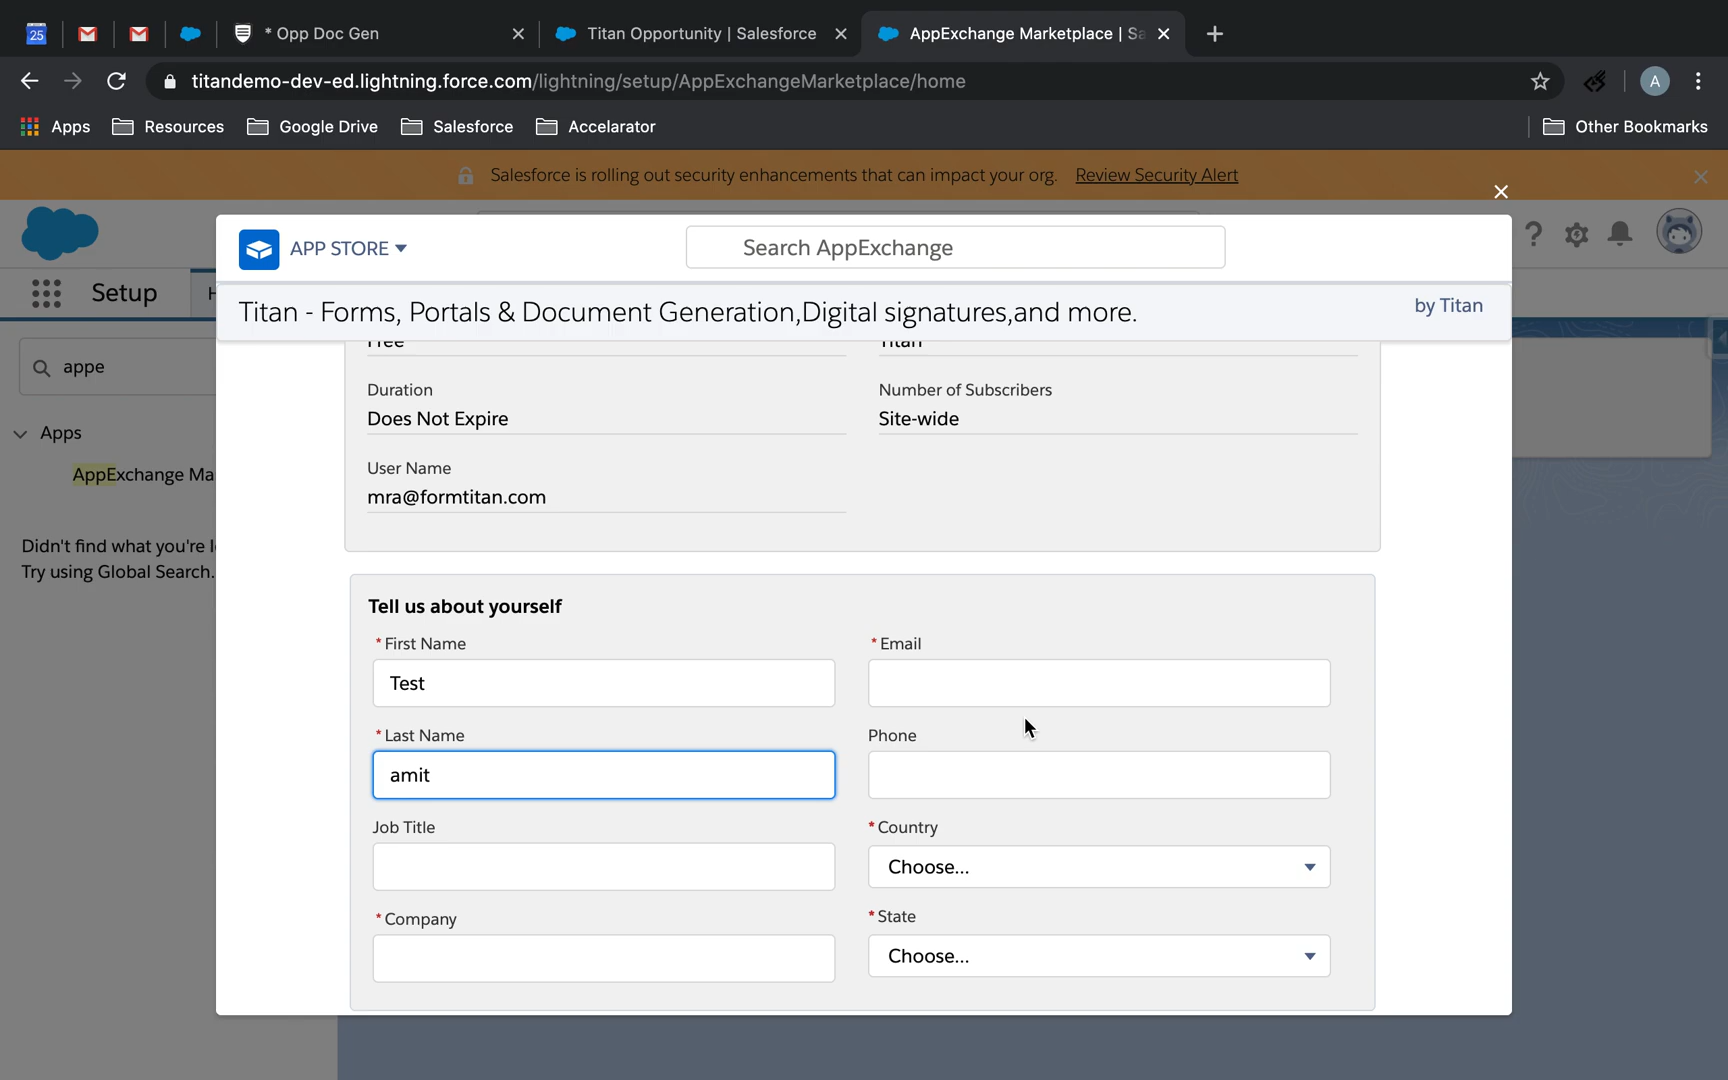 25
* Opp Doc Gen
Titan Opportunity | Salesforce
AppExchange Marketplace | Sa
titandemo-dev-ed.lightning.force.com/lightning/setup/AppExchangeMarketplace/home
A
Apps
Resources
Google Drive
Salesforce
Accelarator
Other Bookmarks
Salesforce is rolling out security enhancements that can impact your org. Review Security Alert
APP STORE
Search AppExchange
Setup
H
Titan - Forms, Portals & Document Generation,Digital signatures,and more.
by Titan
Free
Titan
appe
Duration
Does Not Expire
Number of Subscribers
Site-wide
Apps
AppExchange Ma
User Name
mra@formtitan.com
Didn't find what you're l
Try using Global Search.
Tell us about yourself
* First Name
Test
* Email
* Last Name
amit
Phone
Job Title
* Country
Choose...
* Company
* State
Choose...